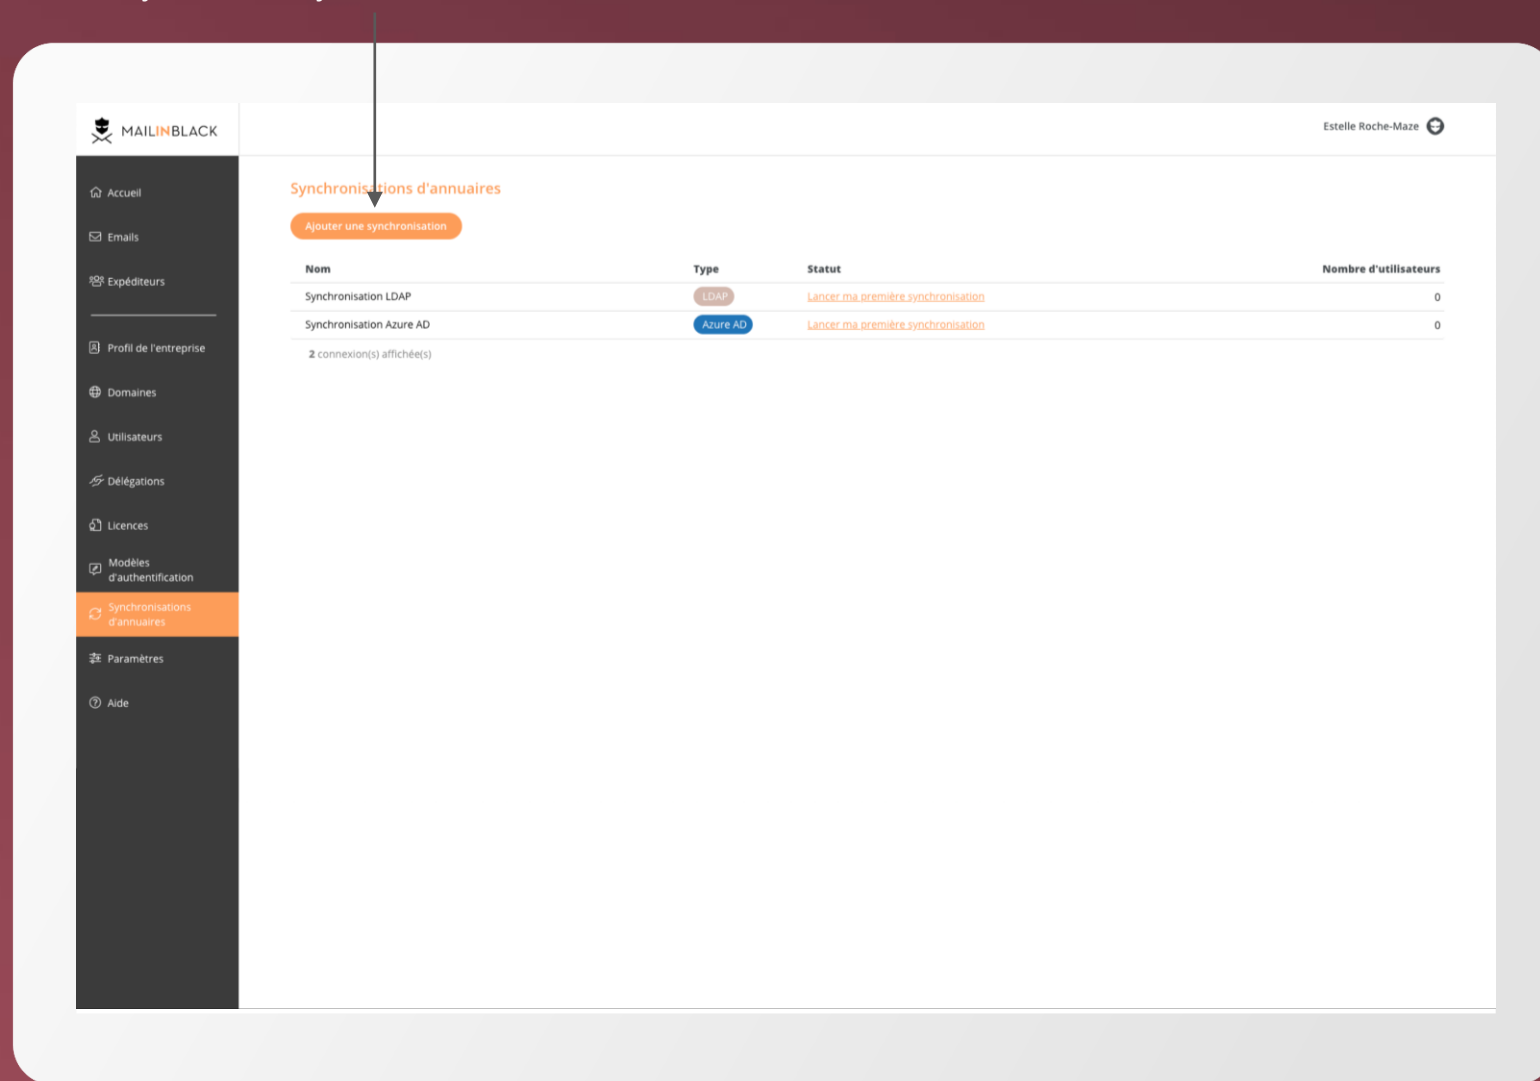 MAILINBLACK
Estelle Roche-Maze
Accueil
Emails
Expéditeurs
Profil de l'entreprise
Domaines
Utilisateurs
Délégations
Licences
Modèles
d'authentification
Synchronisations
d'annuaires
Paramètres
Aide
Synchronisations d'annuaires
Ajouter une synchronisation
Nom Type Statut Nombre d'utilisateurs
Synchronisation LDAP LDAP Lancer ma première synchronisation 0
Synchronisation Azure AD Azure AD Lancer ma première synchronisation 0
2 connexion(s) affichée(s)